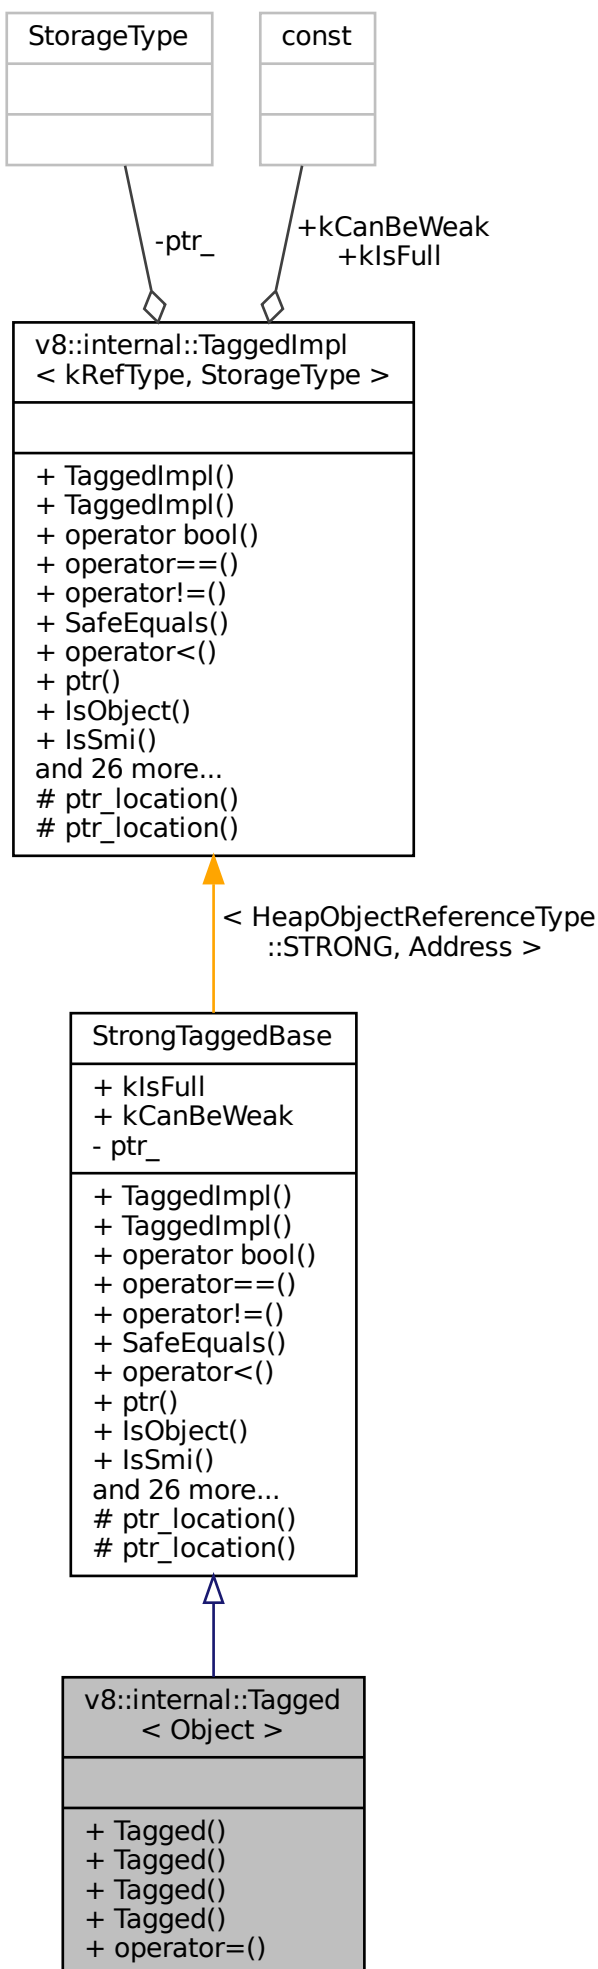 StorageType
const
-ptr_
+kCanBeWeak
+kIsFull
v8::internal::TaggedImpl
< kRefType, StorageType >
+ TaggedImpl()
+ TaggedImpl()
+ operator bool()
+ operator==()
+ operator!=()
+ SafeEquals()
+ operator<()
+ ptr()
+ IsObject()
+ IsSmi()
and 26 more...
# ptr_location()
# ptr_location()
< HeapObjectReferenceType
::STRONG, Address >
StrongTaggedBase
+ kIsFull
+ kCanBeWeak
- ptr_
+ TaggedImpl()
+ TaggedImpl()
+ operator bool()
+ operator==()
+ operator!=()
+ SafeEquals()
+ operator<()
+ ptr()
+ IsObject()
+ IsSmi()
and 26 more...
# ptr_location()
# ptr_location()
v8::internal::Tagged
< Object >
+ Tagged()
+ Tagged()
+ Tagged()
+ Tagged()
+ operator=()